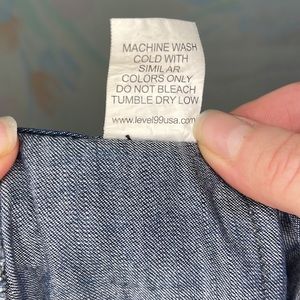 MACHINE WASH
COLD WITH
SIMILAR
COLORS ONLY
DO NOT BLEACH
TUMBLE DRY LOW
www.level99usa.com